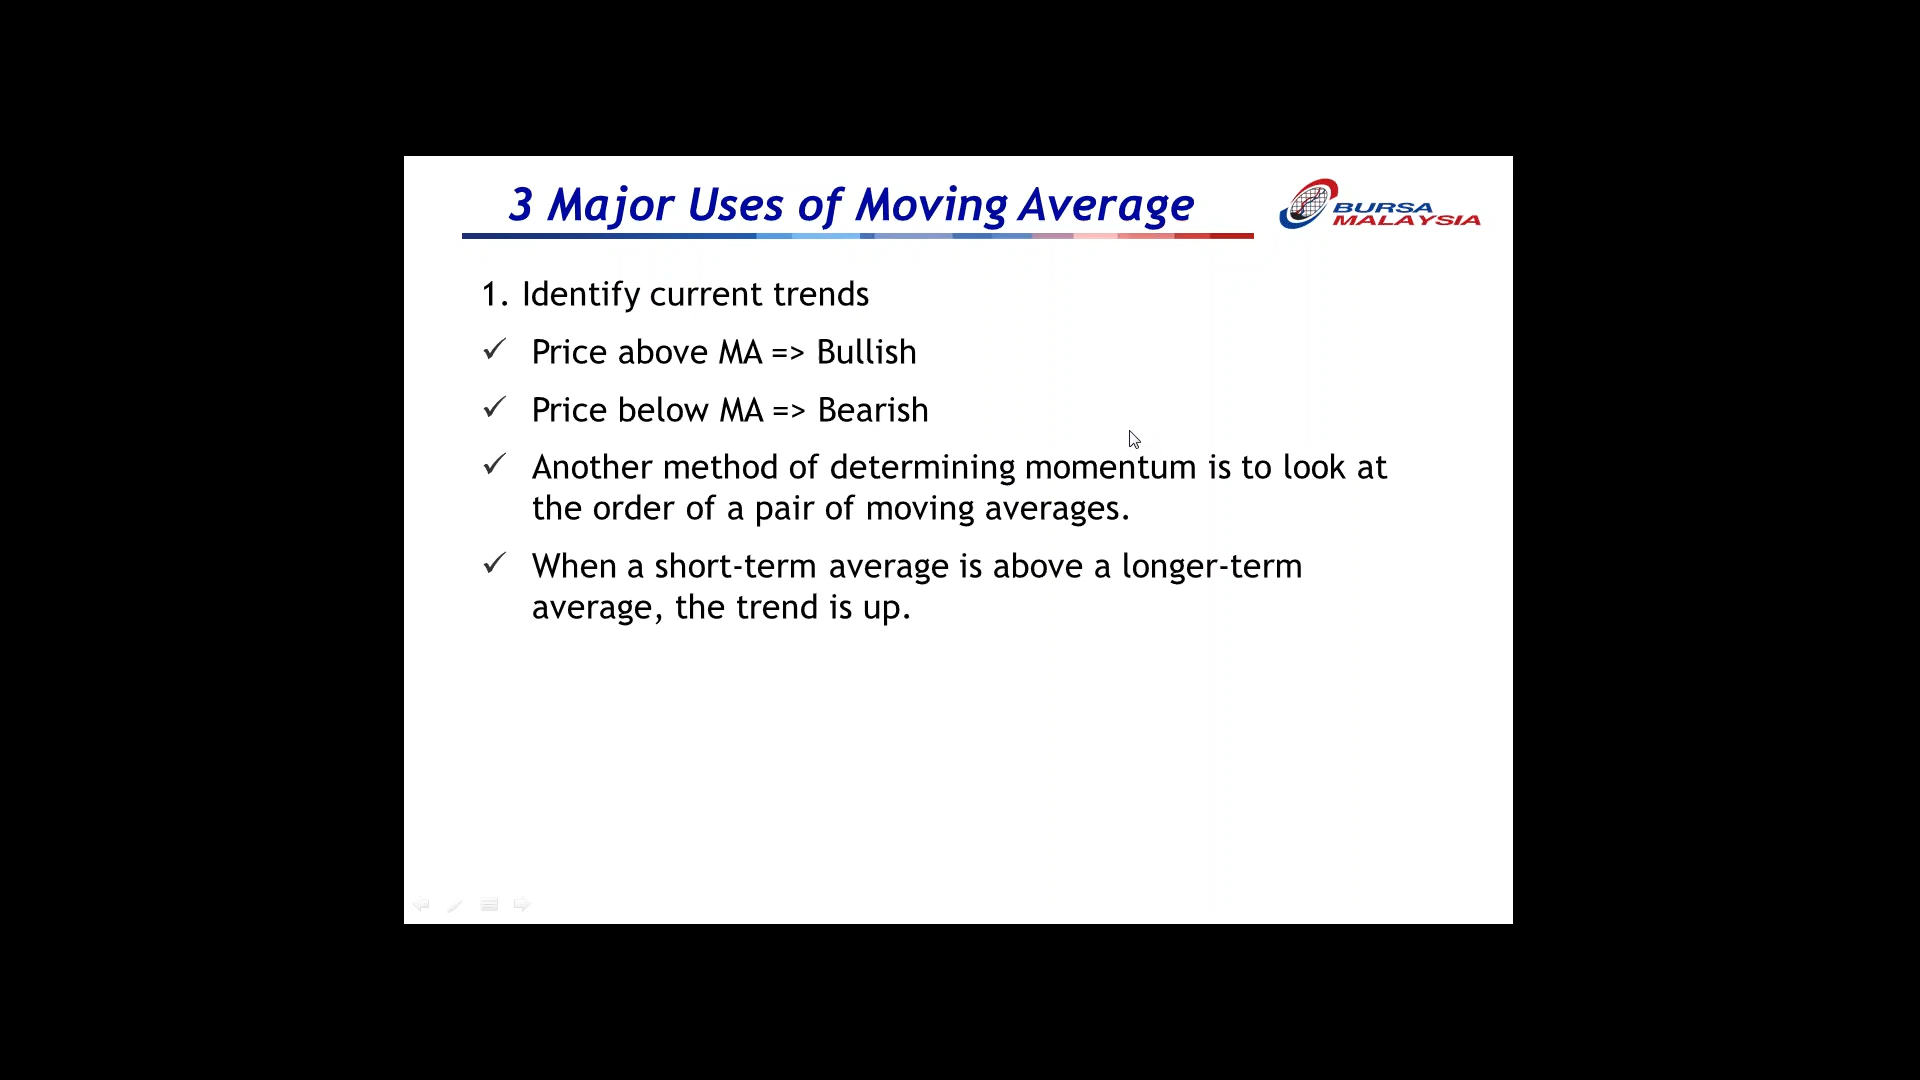 3 Major Uses of Moving Average
BURSA
MALAYSIA
1. Identify current trends
✓ Price above MA => Bullish
✓ Price below MA => Bearish
✓ Another method of determining momentum is to look at
the order of a pair of moving averages.
✓ When a short-term average is above a longer-term
average, the trend is up.